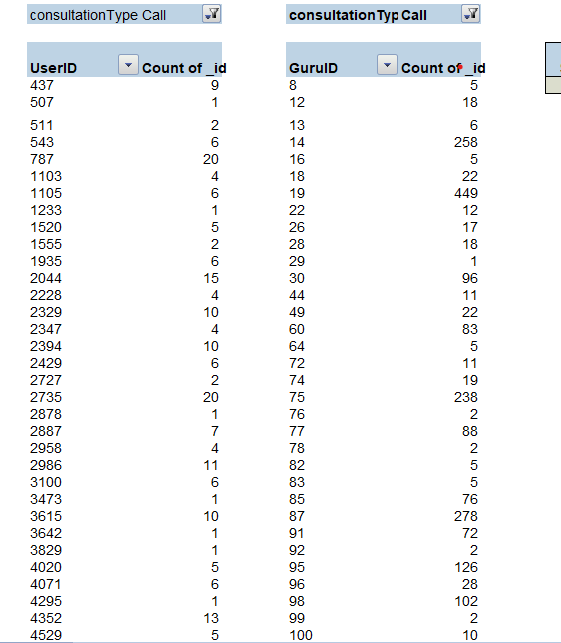 consultationType Call consultationTyp Call
UserID Count of _id GuruID Count of _id
437 9 8 5
507 1 12 18
511 2 13 6
543 6 14 258
787 20 16 5
1103 4 18 22
1105 6 19 449
1233 1 22 12
1520 5 26 17
1555 2 28 18
1935 6 29 1
2044 15 30 96
2228 4 44 11
2329 10 49 22
2347 4 60 83
2394 10 64 5
2429 6 72 11
2727 2 74 19
2735 20 75 238
2878 1 76 2
2887 7 77 88
2958 4 78 2
2986 11 82 5
3100 6 83 5
3473 1 85 76
3615 10 87 278
3642 1 91 72
3829 1 92 2
4020 5 95 126
4071 6 96 28
4295 1 98 102
4352 13 99 2
4529 5 100 10